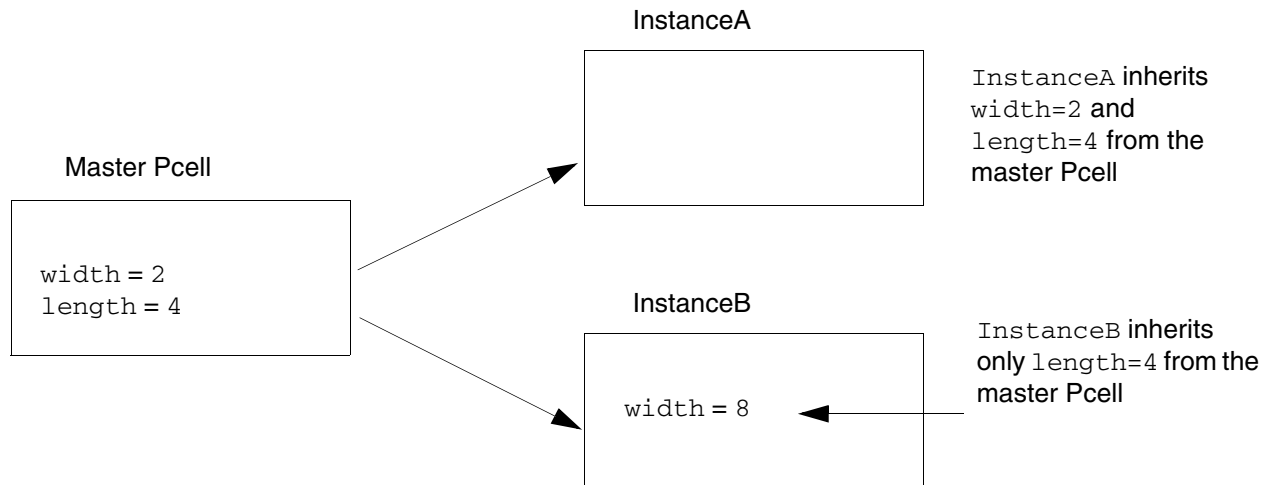 InstanceA
InstanceA inherits
width=2 and
length=4 from the
master Pcell
Master Pcell
width = 2
length = 4
InstanceB
InstanceB inherits
only length=4 from the
master Pcell
width = 8